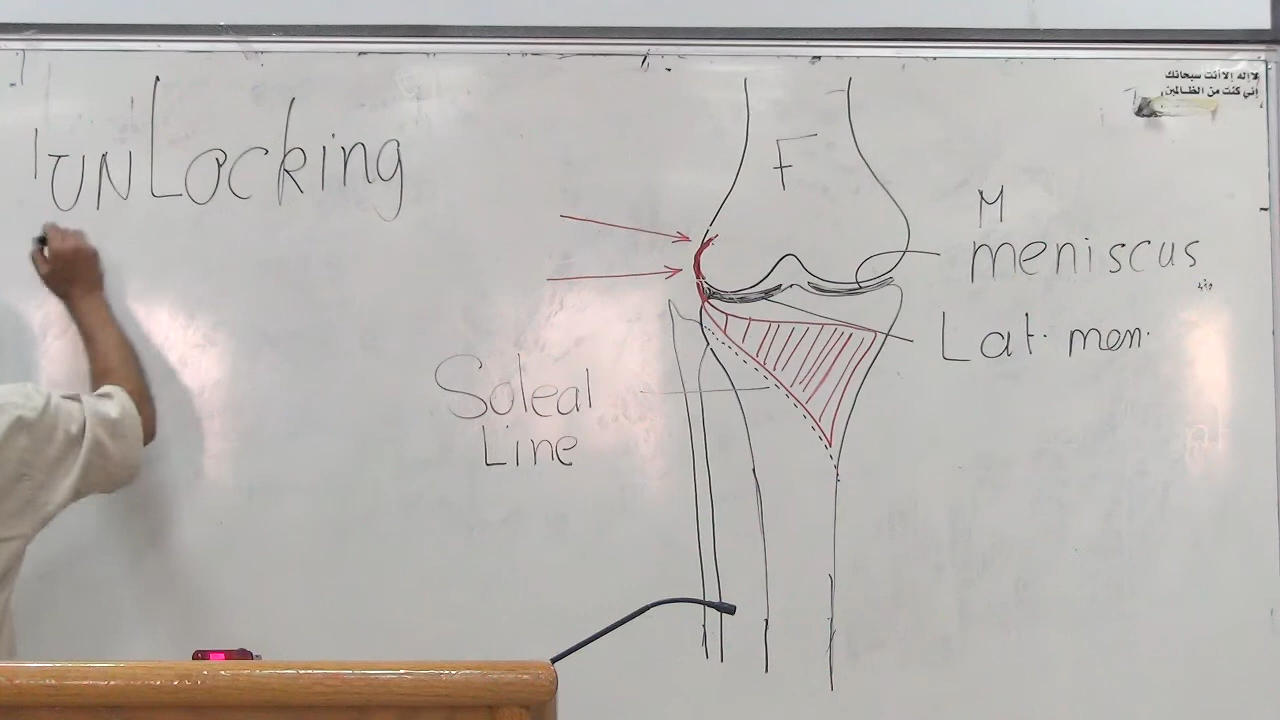 UNLocking
F
M
meniscus
Lat. men.
Soleal
Line
لا إله إلا أنت سبحانك
إني كنت من الظالمين